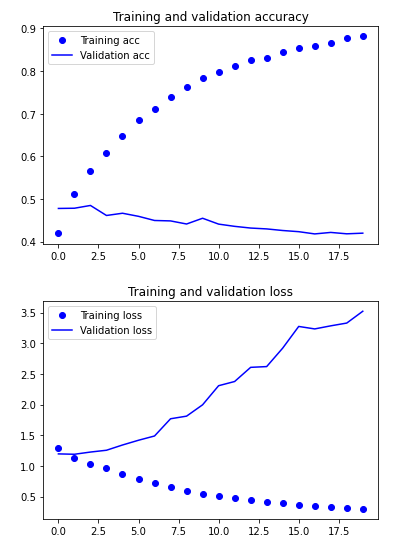 Training and validation accuracy
0.9
0.8
0.7
0.6
0.5
0.4
Training acc
Validation acc
0.0 2.5 5.0 7.5 10.0 12.5 15.0 17.5
Training and validation loss
3.5
3.0
2.5
2.0
1.5
1.0
0.5
Training loss
Validation loss
0.0 2.5 5.0 7.5 10.0 12.5 15.0 17.5